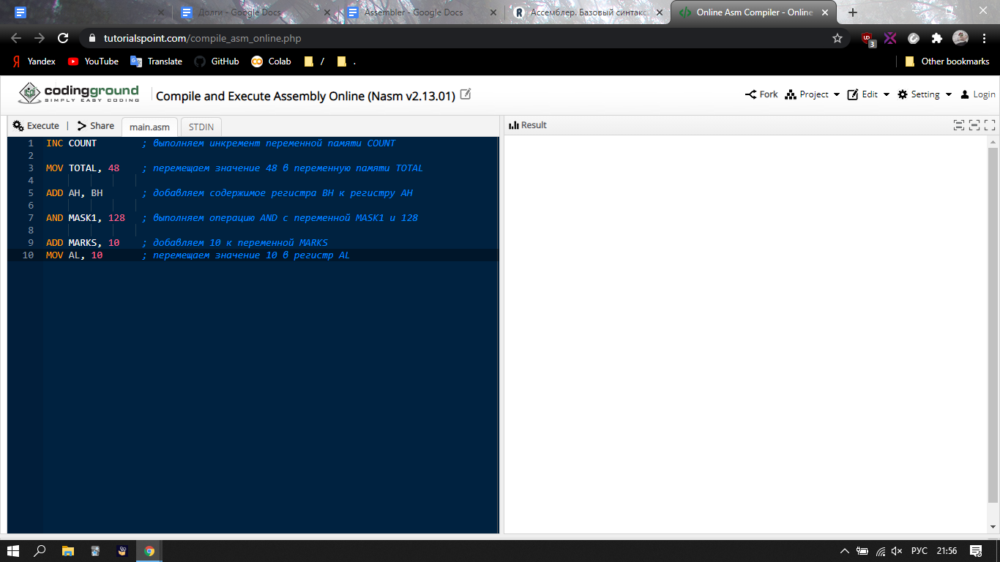 Долги - Google Docs
Assembler - Google Docs
R Ассемблер. Базовый синтаксис
Online Asm Compiler - Online
tutorialspoint.com/compile_asm_online.php
UD
3
Я Yandex
YouTube
Translate
GitHub
Colab
/
.
Other bookmarks
codingground
SIMPLY EASY CODING
Compile and Execute Assembly Online (Nasm v2.13.01)
Fork
Project
Edit
Setting
Login
Execute | Share
main.asm
STDIN
Result
1 INC COUNT ; выполняем инкремент переменной памяти COUNT
2
3 MOV TOTAL, 48 ; перемещаем значение 48 в переменную памяти TOTAL
4
5 ADD AH, BH ; добавляем содержимое регистра BH к регистру AH
6
7 AND MASK1, 128 ; выполняем операцию AND с переменной MASK1 и 128
8
9 ADD MARKS, 10 ; добавляем 10 к переменной MARKS
10 MOV AL, 10 ; перемещаем значение 10 в регистр AL
РУС
21:56